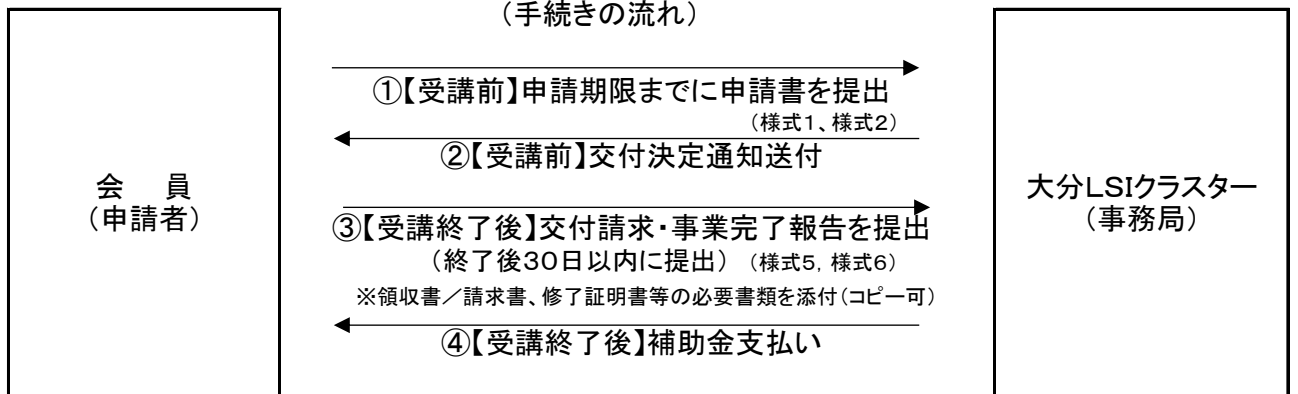 (手続きの流れ)
①【受講前】申請期限までに申請書を提出
(様式1、様式2)
②【受講前】交付決定通知送付
会 員
(申請者)
大分LSIクラスター
(事務局)
③【受講終了後】交付請求・事業完了報告を提出
(終了後30日以内に提出) (様式5, 様式6)
※領収書/請求書、修了証明書等の必要書類を添付(コピー可)
④【受講終了後】補助金支払い